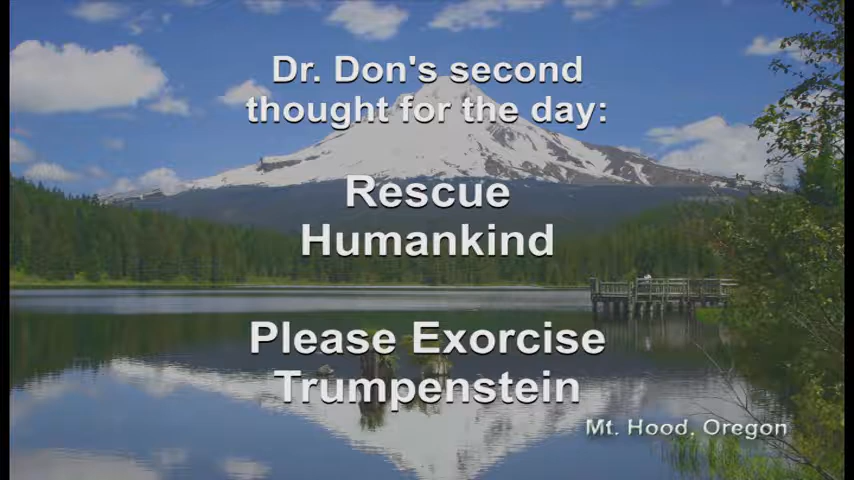 Dr. Don's second
thought for the day:
Rescue
Humankind
Please Exorcise
Trumpenstein
Mt. Hood, Oregon